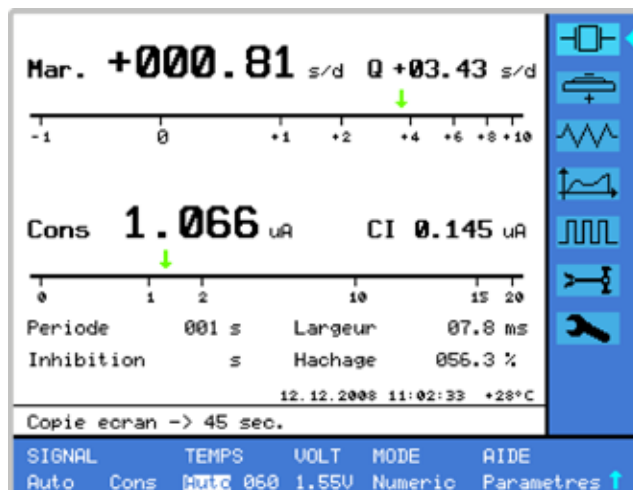 Mar. +000.81 s/d Q +03.43 s/d
-1 0 +1 +2 +4 +6 +8 +10
Cons 1.066 uA CI 0.145 uA
0 1 2 10 15 20
Periode 001 s Largeur 07.8 ms
Inhibition s Hachage 056.3 %
12.12.2008 11:02:33 +28°C
Copie ecran -> 45 sec.
SIGNAL TEMPS VOLT MODE AIDE
Auto Cons Auto 060 1.55V Numeric Parametres